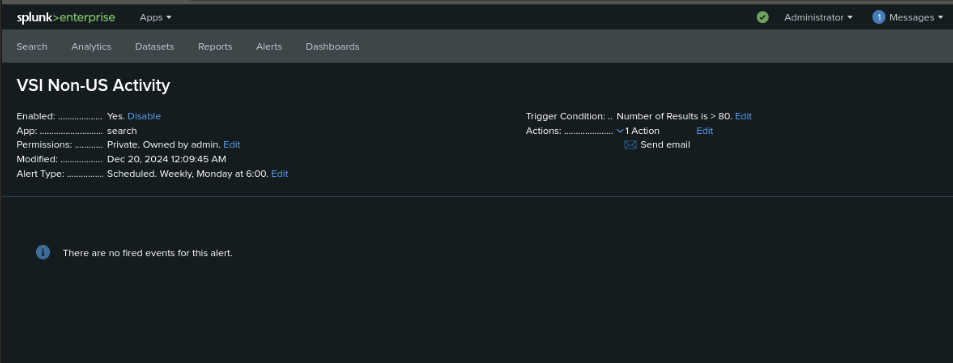 splunk>enterprise Apps Administrator 1 Messages
Search Analytics Datasets Reports Alerts Dashboards
VSI Non-US Activity
Enabled: .................. Yes. Disable
App: .......................... search
Permissions: ........... Private. Owned by admin. Edit
Modified: ................. Dec 20, 2024 12:09:45 AM
Alert Type: ............... Scheduled. Weekly, Monday at 6:00. Edit
Trigger Condition: .. Number of Results is > 80. Edit
Actions: .................... 1 Action Edit
Send email
There are no fired events for this alert.